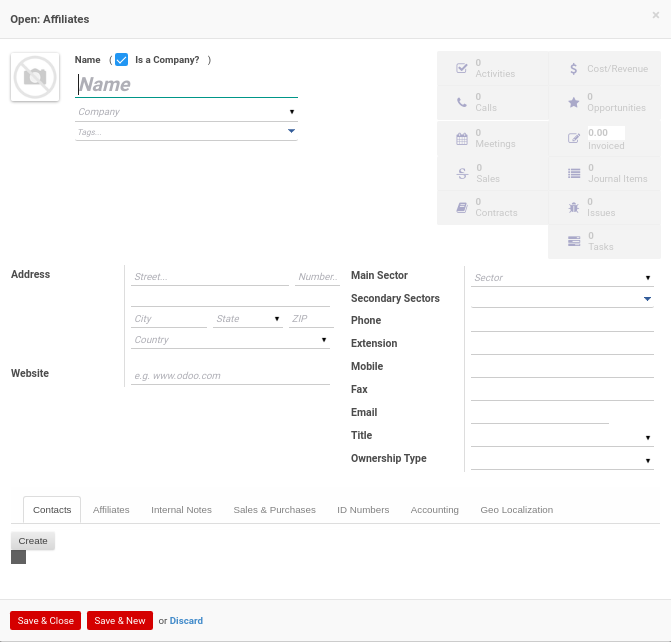 Open: Affiliates
×
Name ( Is a Company? )
Name
Company
Tags...
0
Activities
Cost/Revenue
0
Calls
0
Opportunities
0
Meetings
0.00
Invoiced
0
Sales
0
Journal Items
0
Contracts
0
Issues
0
Tasks
Address
Street...
Number..
City
State
ZIP
Country
Website
e.g. www.odoo.com
Main Sector
Sector
Secondary Sectors
Phone
Extension
Mobile
Fax
Email
Title
Ownership Type
Contacts Affiliates Internal Notes Sales & Purchases ID Numbers Accounting Geo Localization
Create
Save & Close Save & New or Discard